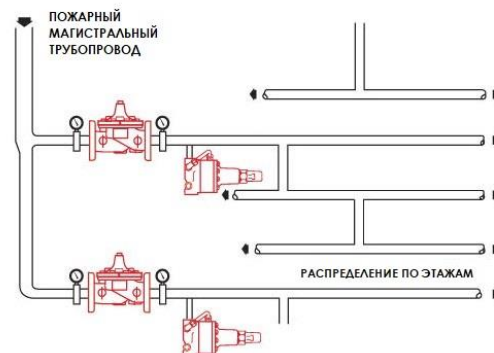 ПОЖАРНЫЙ
МАГИСТРАЛЬНЫЙ
ТРУБОПРОВОД
РАСПРЕДЕЛЕНИЕ ПО ЭТАЖАМ